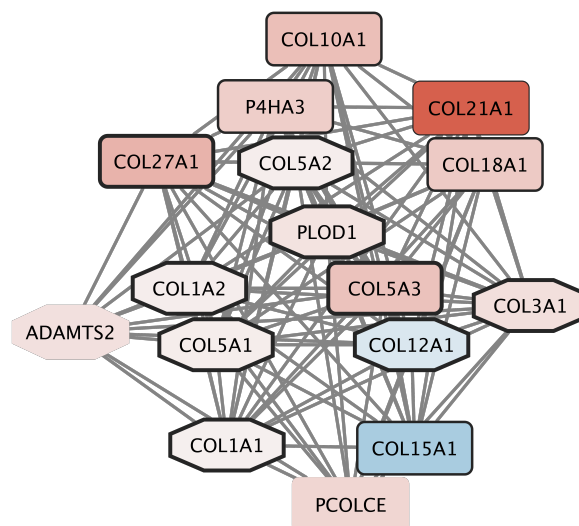 COL10A1
P4HA3
COL21A1
COL27A1
COL5A2
COL18A1
PLOD1
COL1A2
COL5A3
COL3A1
ADAMTS2
COL5A1
COL12A1
COL1A1
COL15A1
PCOLCE